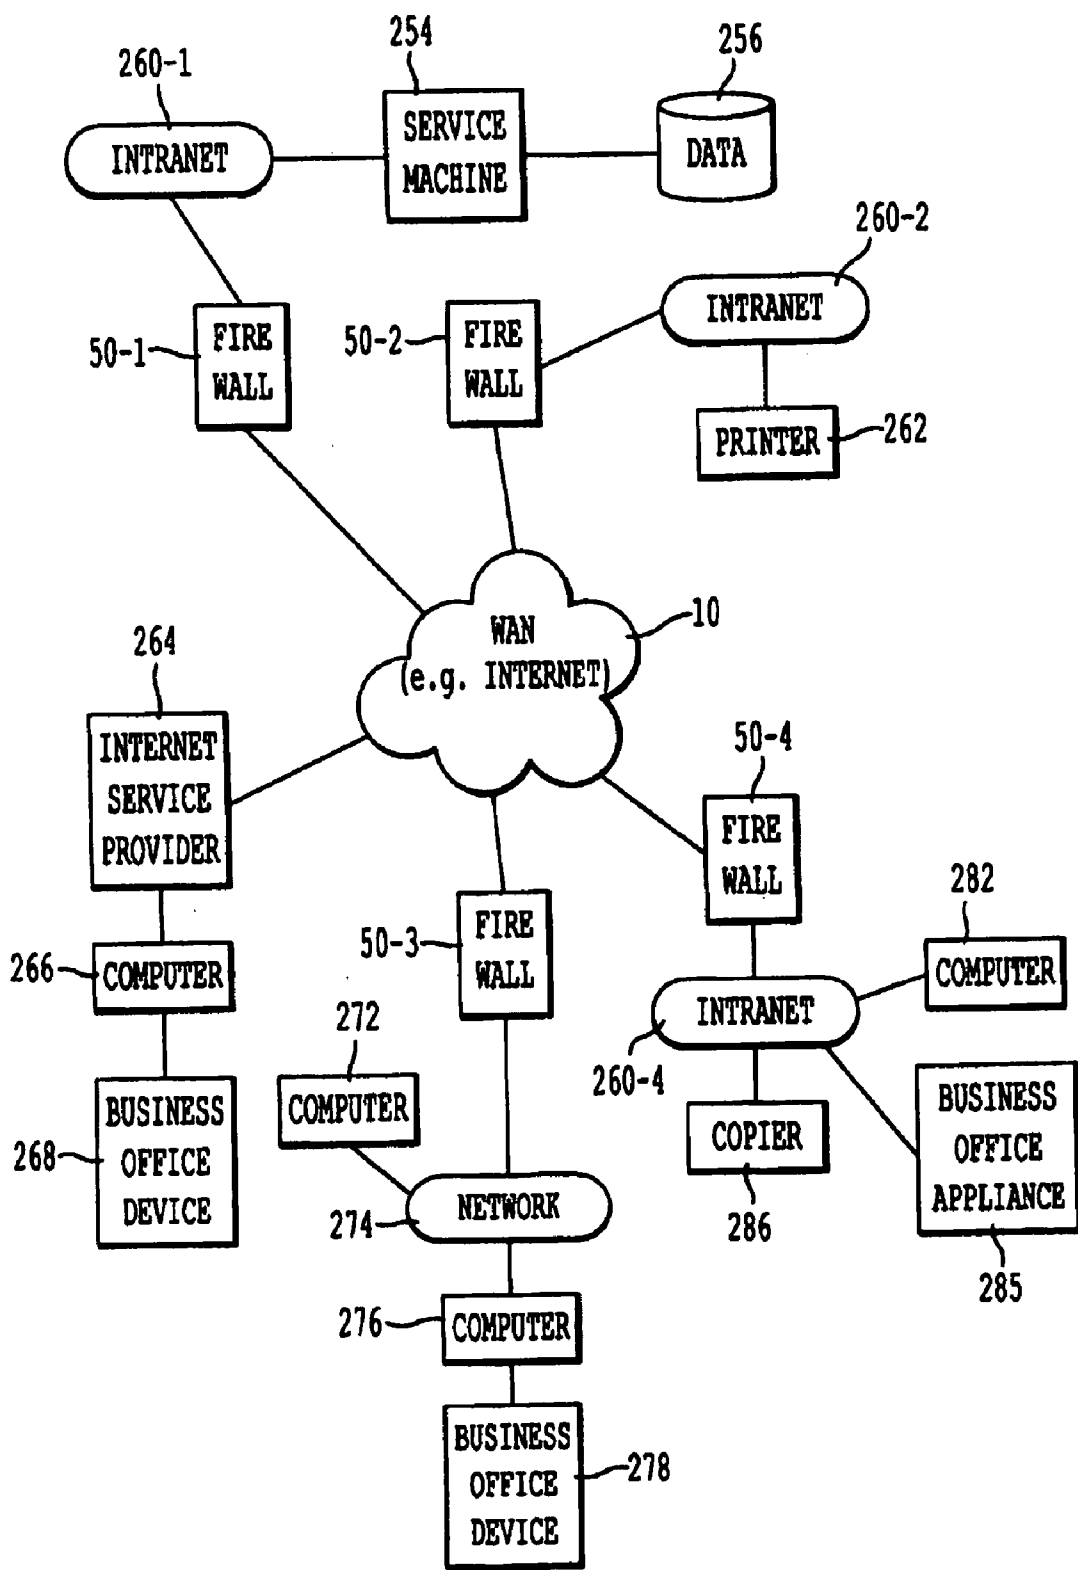 254
256
260-1
INTRANET
SERVICE
MACHINE
DATA
260-2
INTRANET
50-1
FIRE
WALL
50-2
FIRE
WALL
PRINTER
262
WAN
(e.g. INTERNET)
10
264
INTERNET
SERVICE
PROVIDER
50-4
FIRE
WALL
282
COMPUTER
266
COMPUTER
50-3
FIRE
WALL
INTRANET
260-4
272
COMPUTER
268
BUSINESS
OFFICE
DEVICE
COPIER
286
BUSINESS
OFFICE
APPLIANCE
285
NETWORK
274
276
COMPUTER
BUSINESS
OFFICE
DEVICE
278